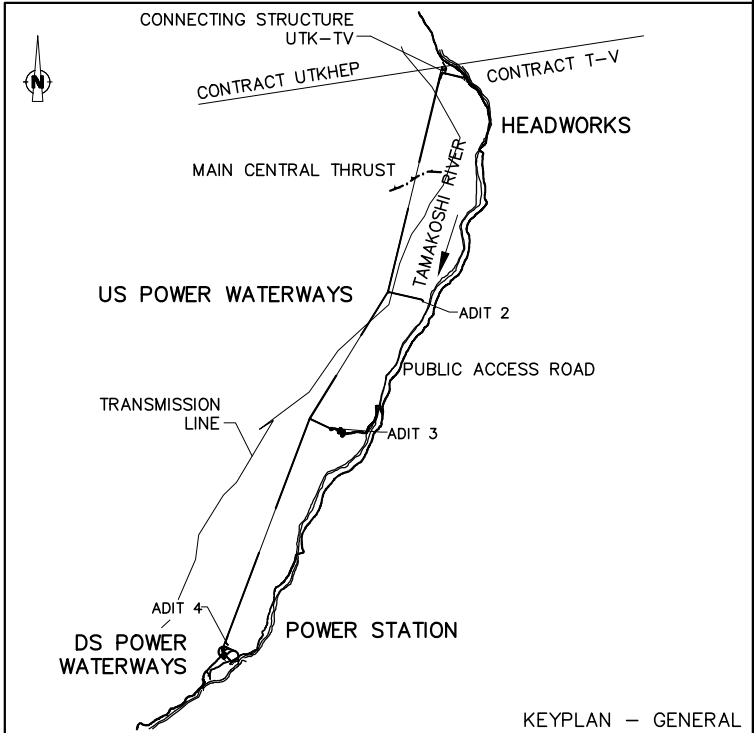 CONNECTING STRUCTURE
UTK-TV
N
CONTRACT UTKHEP
CONTRACT T-V
HEADWORKS
MAIN CENTRAL THRUST
TAMAKOSHI RIVER
US POWER WATERWAYS
ADIT 2
PUBLIC ACCESS ROAD
TRANSMISSION
LINE
ADIT 3
ADIT 4
POWER STATION
DS POWER
WATERWAYS
KEYPLAN - GENERAL